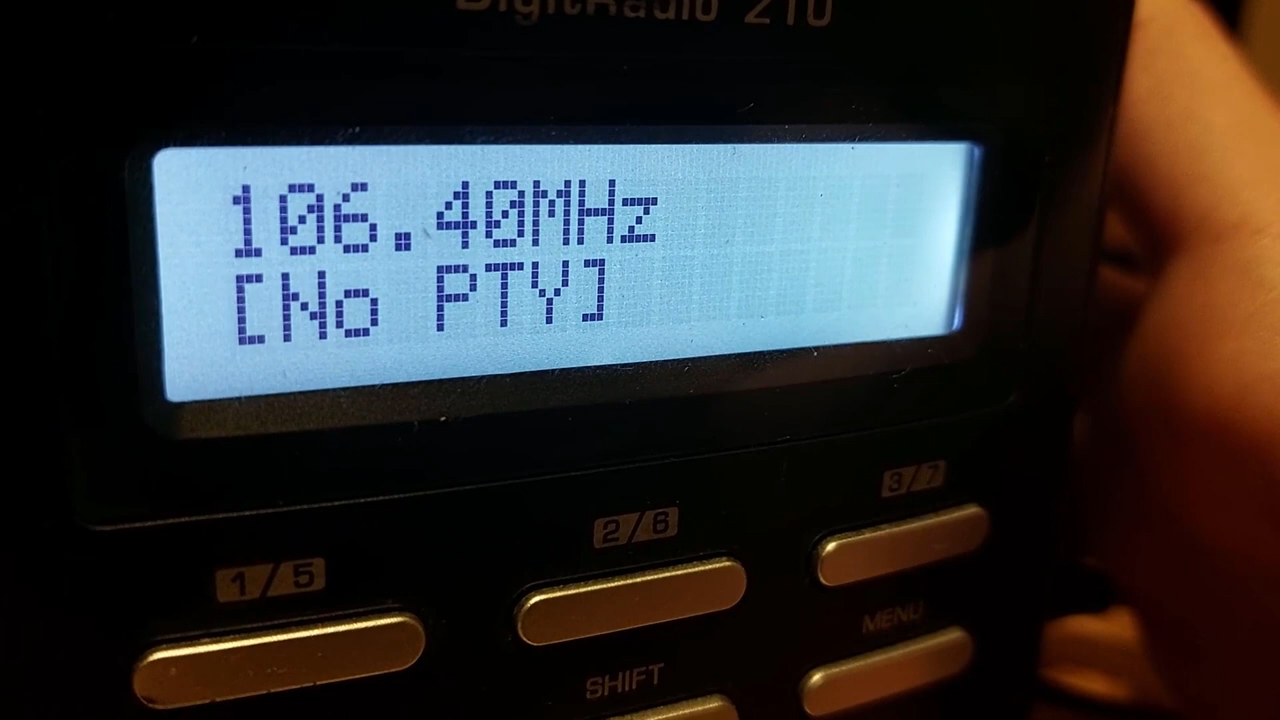 DigitRadio 210
106.40MHz
[No PTY]
1/5
2/6
3/7
SHIFT
MENU